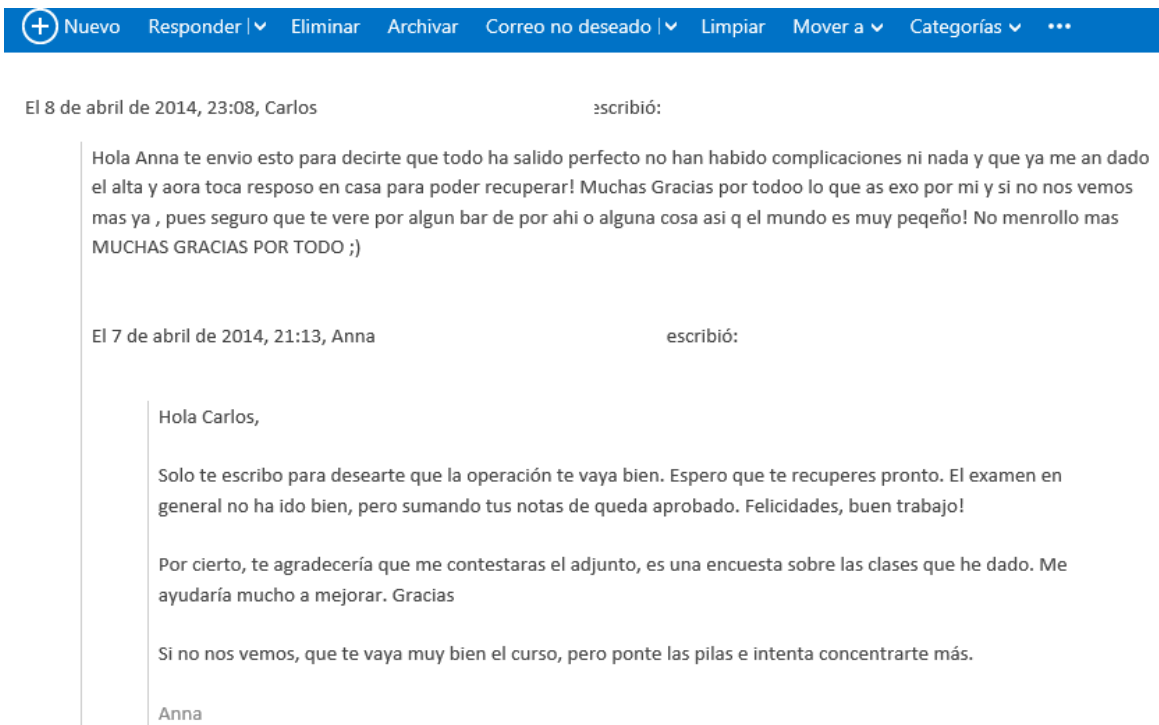 Nuevo Responder Eliminar Archivar Correo no deseado Limpiar Mover a Categorías •••
El 8 de abril de 2014, 23:08, Carlos escribió:
Hola Anna te envio esto para decirte que todo ha salido perfecto no han habido complicaciones ni nada y que ya me an dado
el alta y aora toca resposo en casa para poder recuperar! Muchas Gracias por todoo lo que as exo por mi y si no nos vemos
mas ya , pues seguro que te vere por algun bar de por ahi o alguna cosa asi q el mundo es muy peqeño! No menrollo mas
MUCHAS GRACIAS POR TODO ;)
El 7 de abril de 2014, 21:13, Anna escribió:
Hola Carlos,
Solo te escribo para desearte que la operación te vaya bien. Espero que te recuperes pronto. El examen en
general no ha ido bien, pero sumando tus notas de queda aprobado. Felicidades, buen trabajo!
Por cierto, te agradecería que me contestaras el adjunto, es una encuesta sobre las clases que he dado. Me
ayudaría mucho a mejorar. Gracias
Si no nos vemos, que te vaya muy bien el curso, pero ponte las pilas e intenta concentrarte más.
Anna